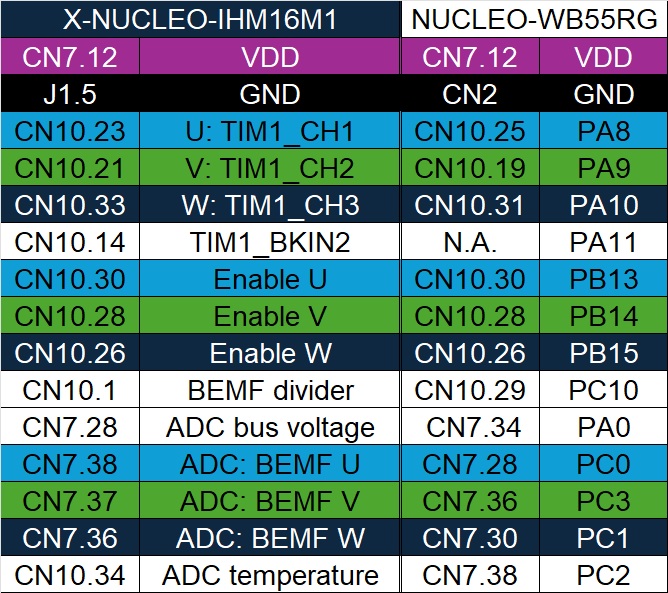 X-NUCLEO-IHM16M1 NUCLEO-WB55RG
CN7.12 VDD CN7.12 VDD
J1.5 GND CN2 GND
CN10.23 U: TIM1_CH1 CN10.25 PA8
CN10.21 V: TIM1_CH2 CN10.19 PA9
CN10.33 W: TIM1_CH3 CN10.31 PA10
CN10.14 TIM1_BKIN2 N.A. PA11
CN10.30 Enable U CN10.30 PB13
CN10.28 Enable V CN10.28 PB14
CN10.26 Enable W CN10.26 PB15
CN10.1 BEMF divider CN10.29 PC10
CN7.28 ADC bus voltage CN7.34 PA0
CN7.38 ADC: BEMF U CN7.28 PC0
CN7.37 ADC: BEMF V CN7.36 PC3
CN7.36 ADC: BEMF W CN7.30 PC1
CN10.34 ADC temperature CN7.38 PC2